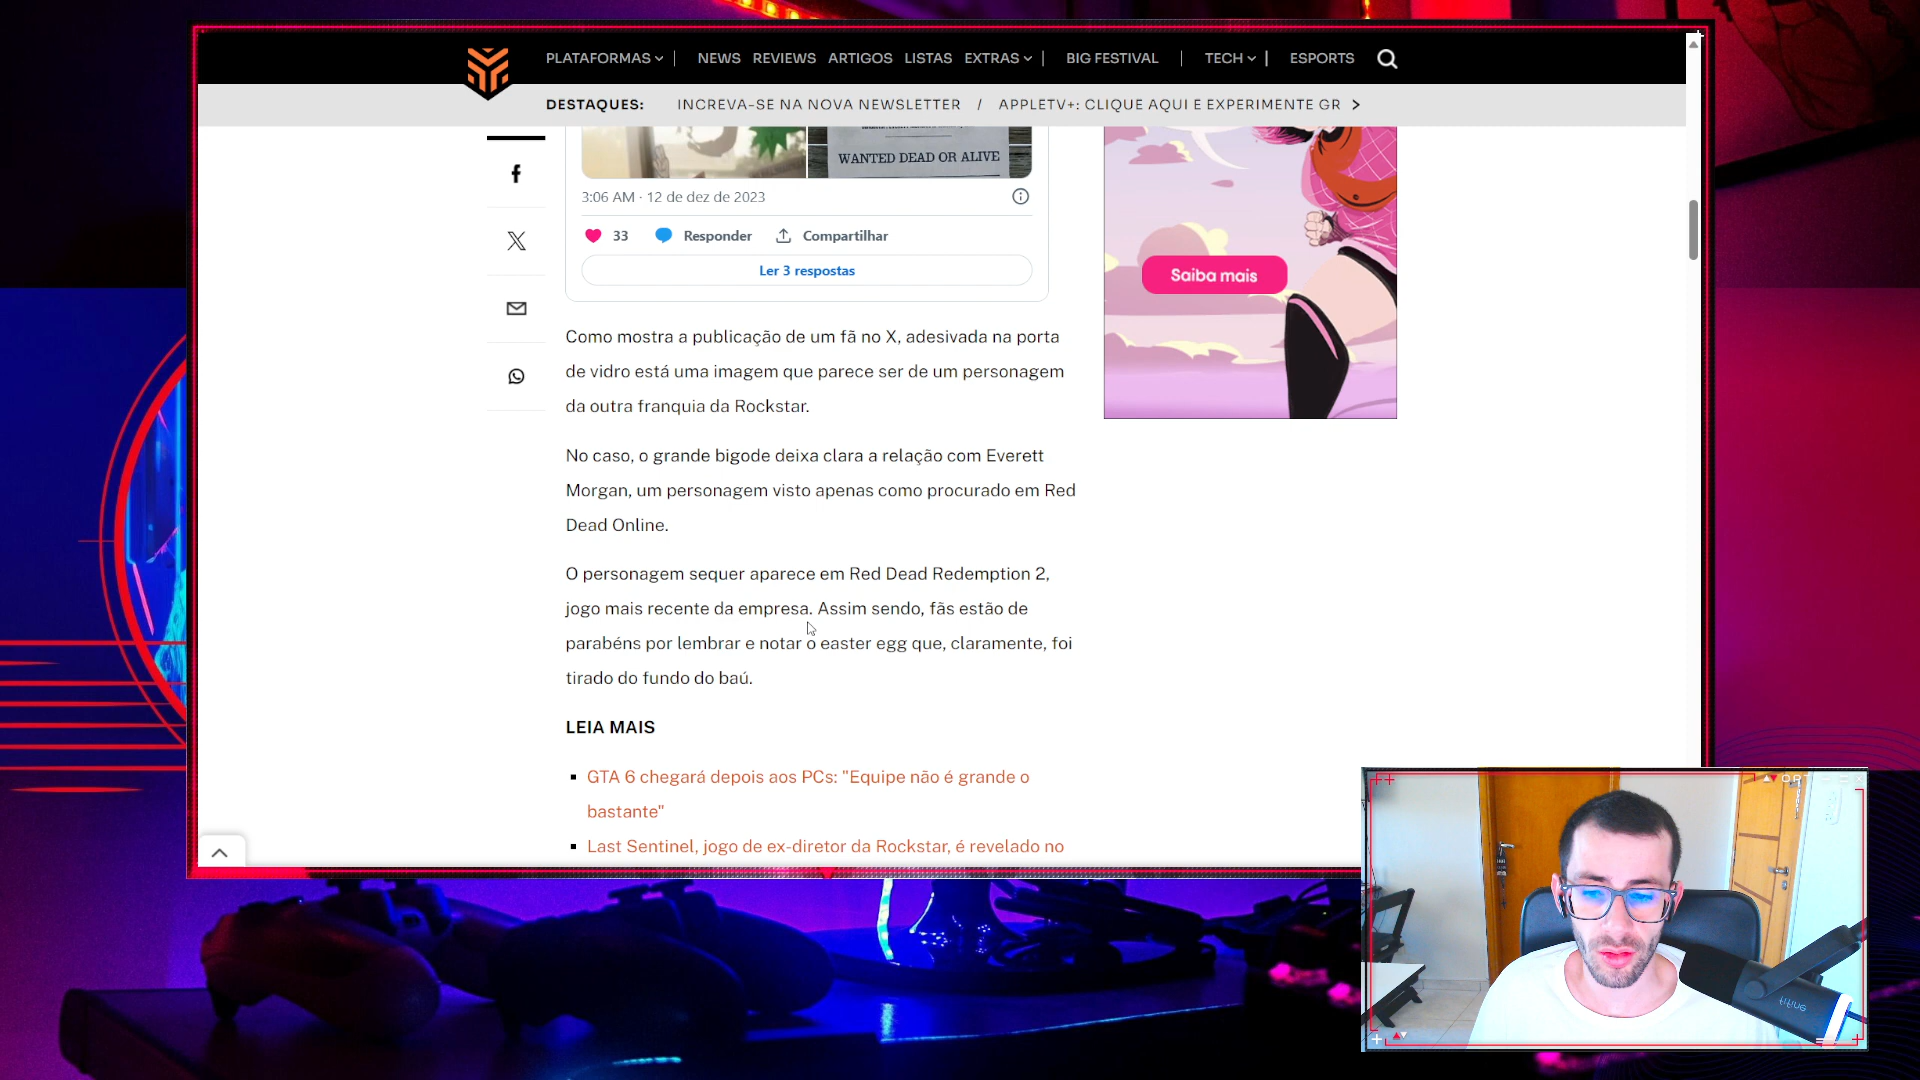 PLATAFORMAS
NEWS REVIEWS ARTIGOS LISTAS EXTRAS
BIG FESTIVAL
TECH
ESPORTS
DESTAQUES:
INCREVA-SE NA NOVA NEWSLETTER / APPLETV+: CLIQUE AQUI E EXPERIMENTE GR
WANTED DEAD OR ALIVE
3:06 AM · 12 de dez de 2023
33 Responder Compartilhar
Ler 3 respostas
Saiba mais
Como mostra a publicação de um fã no X, adesivada na porta
de vidro está uma imagem que parece ser de um personagem
da outra franquia da Rockstar.
No caso, o grande bigode deixa clara a relação com Everett
Morgan, um personagem visto apenas como procurado em Red
Dead Online.
O personagem sequer aparece em Red Dead Redemption 2,
jogo mais recente da empresa. Assim sendo, fãs estão de
parabéns por lembrar e notar o easter egg que, claramente, foi
tirado do fundo do baú.
LEIA MAIS
GTA 6 chegará depois aos PCs: "Equipe não é grande o
bastante"
Last Sentinel, jogo de ex-diretor da Rockstar, é revelado no
fifine